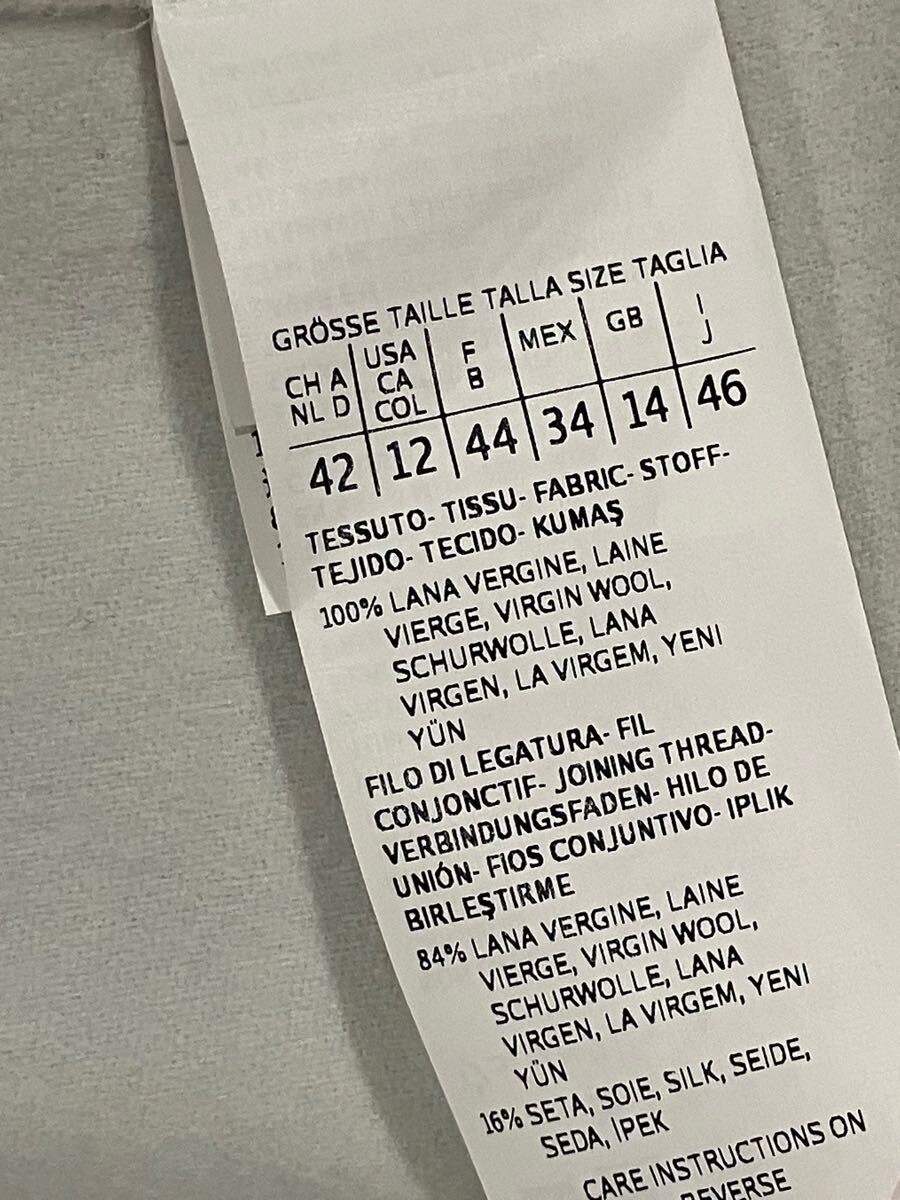 GRÖSSE TAILLE TALLA SIZE TAGLIA
CH A USA F MEX GB I
NL D CA B J
COL
42 12 44 34 14 46
TESSUTO- TISSU- FABRIC- STOFF-
TEJIDO- TECIDO- KUMAŞ
100% LANA VERGINE, LAINE
VIERGE, VIRGIN WOOL,
SCHURWOLLE, LANA
VIRGEN, LA VIRGEM, YENI
YÜN
FILO DI LEGATURA- FIL
CONJONCTIF- JOINING THREAD-
VERBINDUNGSFADEN- HILO DE
UNIÓN- FIOS CONJUNTIVO- IPLIK
BIRLEŞTIRME
84% LANA VERGINE, LAINE
VIERGE, VIRGIN WOOL,
SCHURWOLLE, LANA
VIRGEN, LA VIRGEM, YENI
YÜN
16% SETA, SOIE, SILK, SEIDE,
SEDA, IPEK
CARE INSTRUCTIONS ON
REVERSE